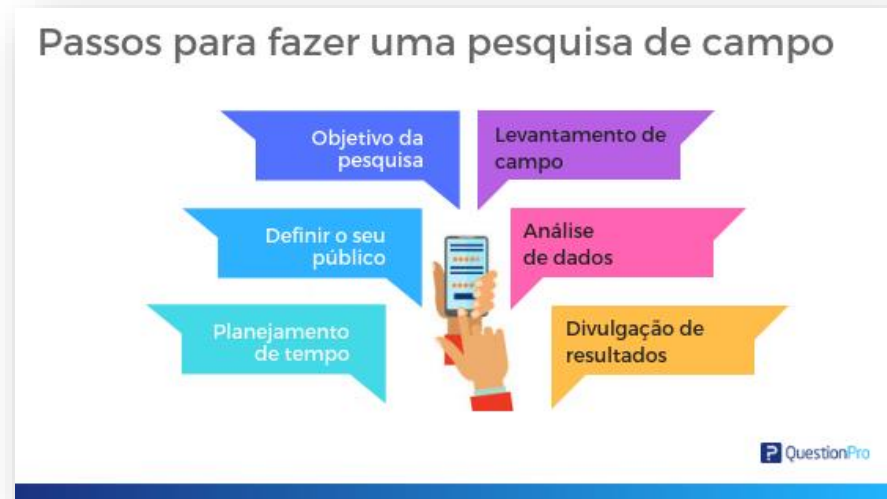 Passos para fazer uma pesquisa de campo
Objetivo da
pesquisa
Definir o seu
público
Planejamento
de tempo
Levantamento de
campo
Análise
de dados
Divulgação de
resultados
QuestionPro